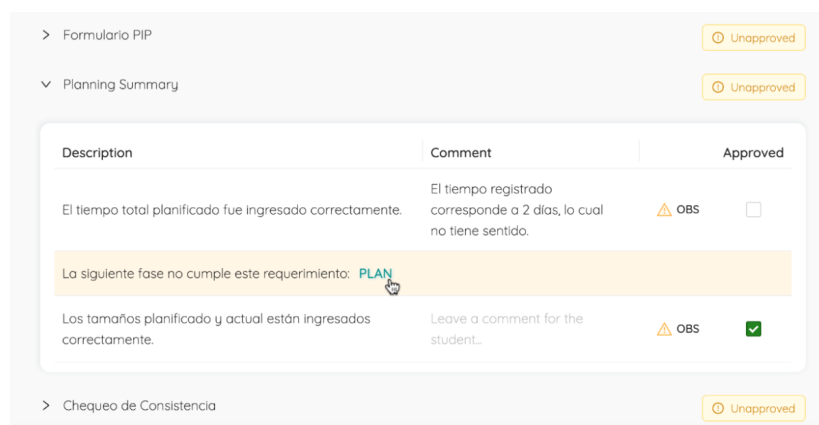 Formulario PIP
Unapproved
Planning Summary
Unapproved
Description
Comment
Approved
El tiempo total planificado fue ingresado correctamente.
El tiempo registrado
corresponde a 2 días, lo cual
no tiene sentido.
OBS
La siguiente fase no cumple este requerimiento: PLAN
Los tamaños planificado y actual están ingresados
correctamente.
Leave a comment for the
student...
OBS
Chequeo de Consistencia
Unapproved